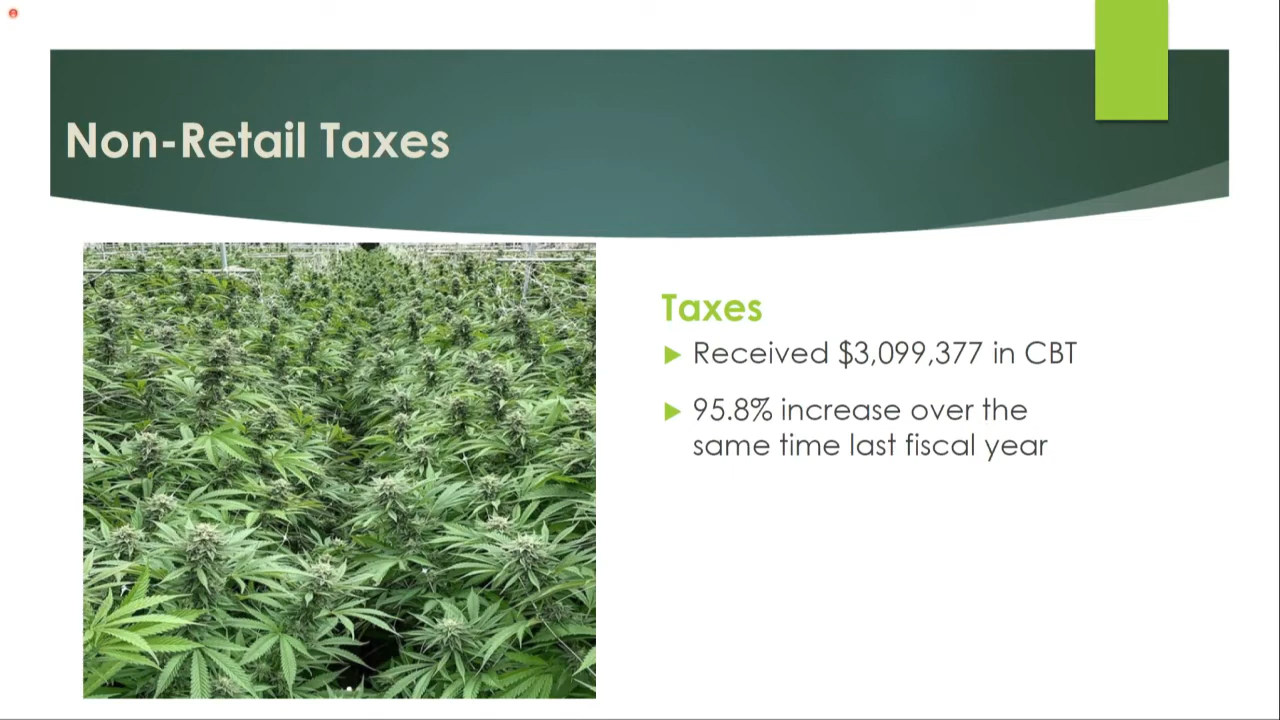 Non-Retail Taxes
Taxes
Received $3,099,377 in CBT
95.8% increase over the
same time last fiscal year